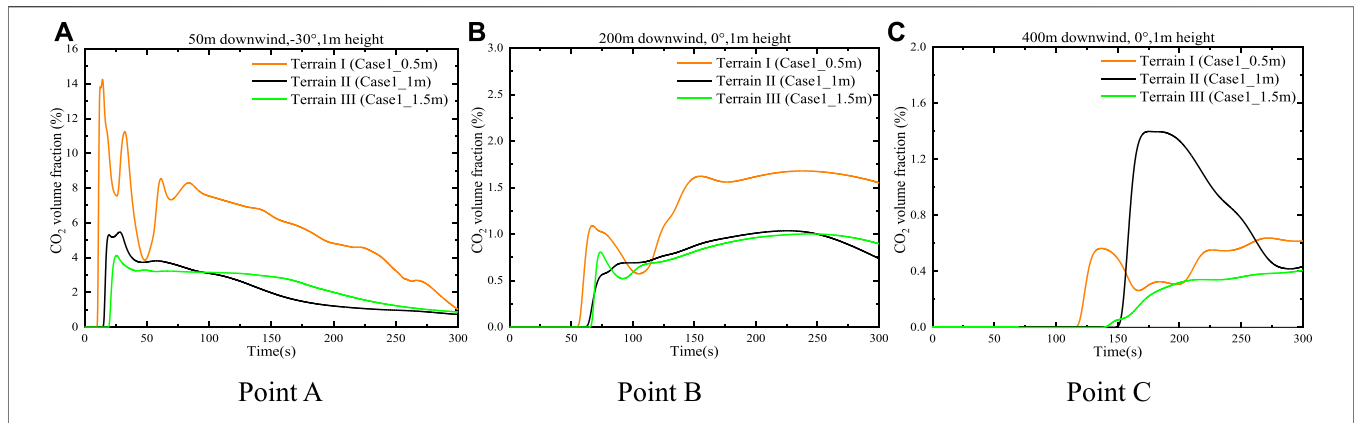 A
50m downwind,-30°,1m height
Terrain I (Case1_0.5m)
Terrain II (Case1_1m)
Terrain III (Case1_1.5m)
CO2 volume fraction (%)
16
14
12
10
8
6
4
2
0
0 50 100 150 200 250 300
Time(s)
Point A
B
200m downwind, 0°,1m height
Terrain I (Case1_0.5m)
Terrain II (Case1_1m)
Terrain III (Case1_1.5m)
CO2 volume fraction (%)
3.0
2.5
2.0
1.5
1.0
0.5
0.0
0 50 100 150 200 250 300
Time(s)
Point B
C
400m downwind, 0°,1m height
Terrain I (Case1_0.5m)
Terrain II (Case1_1m)
Terrain III (Case1_1.5m)
CO2 volume fraction (%)
2.0
1.6
1.2
0.8
0.4
0.0
0 50 100 150 200 250 300
Time(s)
Point C